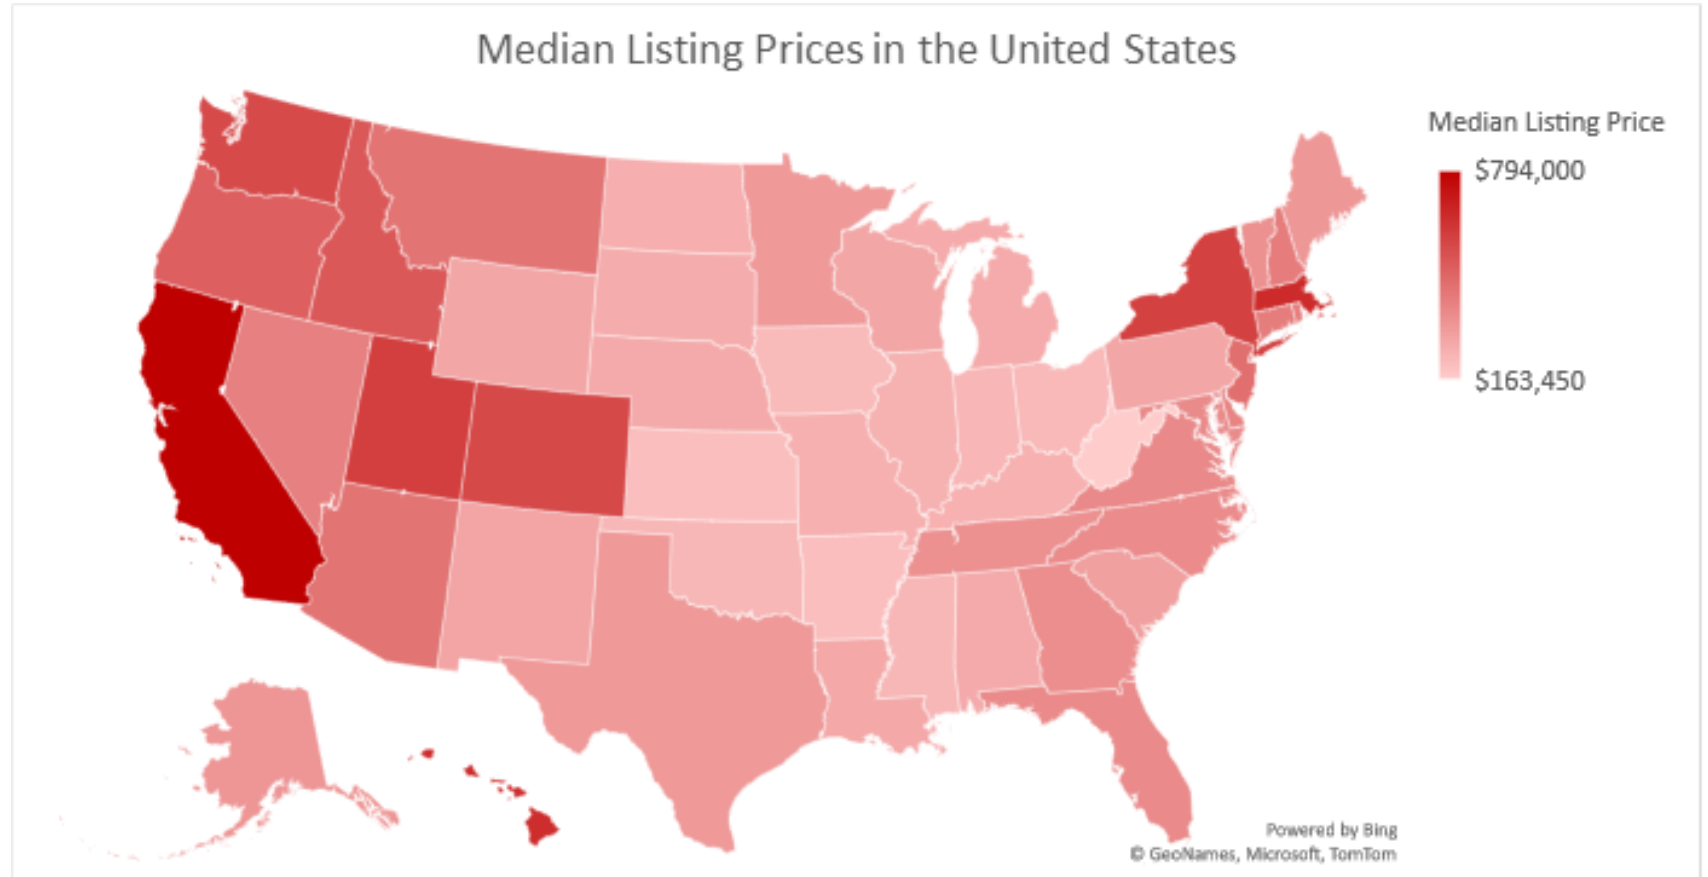 Median Listing Prices in the United States
Median Listing Price
$794,000
$163,450
Powered by Bing
© GeoNames, Microsoft, TomTom